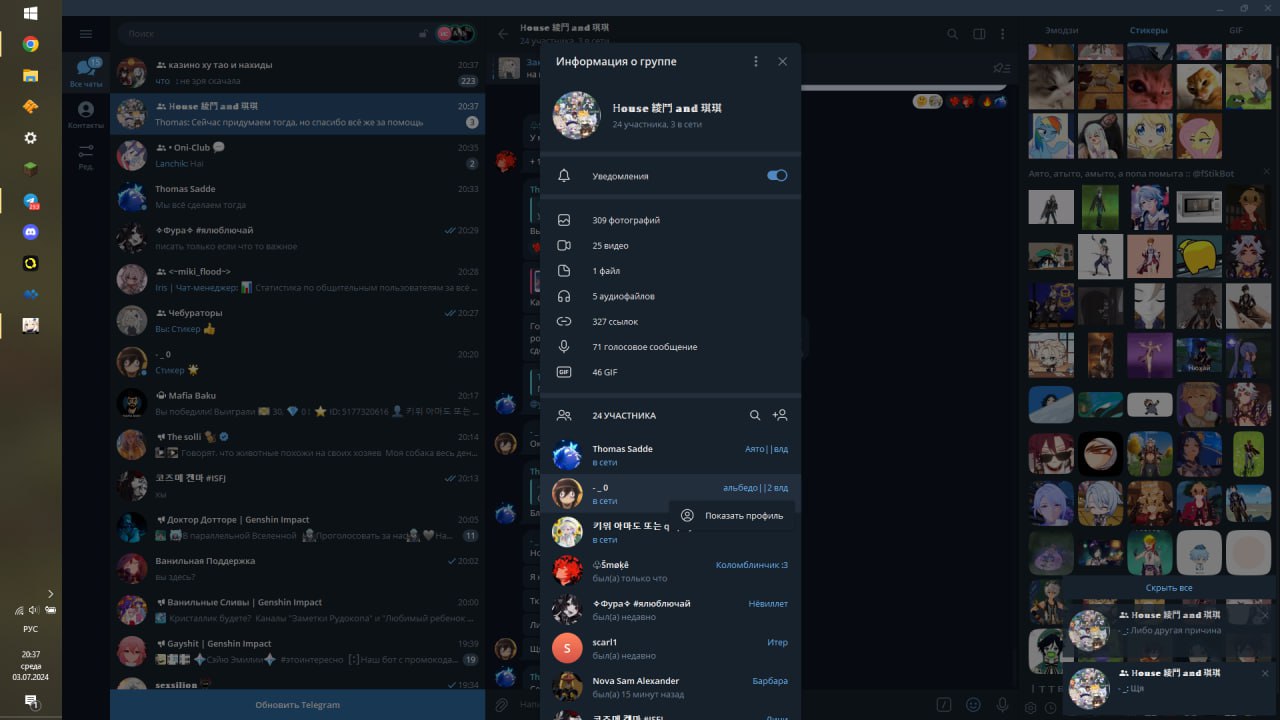 Поиск
Все чаты
15
Контакты
Ред.
казино ху тао и нахиды
20:37
что : не зря скачала
223
House 綾門 and 琪琪
20:37
Thomas: Сейчас придумаем тогда, но спасибо всё же за помощь
3
• Oni-Club
20:35
Lanchik: Hai
2
Thomas Sadde
20:33
Мы всё сделаем тогда
✧Фура✧ #ялюблючай
20:29
писать только если что то важное
<~miki_flood~>
20:28
Iris | Чат-менеджер: 📊 Статистика по общительным пользователям за всё ...
Чебураторы
20:27
Вы: Стикер 👍
- _ 0
20:20
Стикер 🌟
Mafia Baku
20:17
Вы победили! Выиграли 💴 30, 💎 0 ! ⭐ ID: 5177320616 👤 키위 아마도 또는 ...
The solli
20:14
Говорят, что животные похожи на своих хозяев Моя собака весь ден...
코즈메 켄마 #ISFJ
20:13
хы
Доктор Дотторе | Genshin Impact
20:05
В параллельной Вселенной Проголосовать за нас На...
11
Ванильная Поддержка
20:02
вы здесь?
Ванильные Сливы | Genshin Impact
20:00
Кристаллик будете? Каналы "Заметки Рудокопа" и "Любимый ребенок ...
Gayshit | Genshin Impact
19:39
Сэйю Эмилии #этоинтересно [:] Наш бот с промокода...
19
sexsilion
19:34
Обновить Telegram
House 綾門 and 琪琪
24 участника, 3 в сети
Информация о группе
House 綾門 and 琪琪
24 участника, 3 в сети
Уведомления
309 фотографий
25 видео
1 файл
5 аудиофайлов
327 ссылок
71 голосовое сообщение
GIF
46 GIF
24 УЧАСТНИКА
Thomas Sadde
Аято||влд
в сети
- _ 0
альбедо||2 влд
в сети
Показать профиль
키위 아마도 또는 q
в сети
♧Šmøķê
Коломблинчик :3
был(а) только что
✧Фура✧ #ялюблючай
Нёвиллет
был(а) недавно
S
scarl1
Итер
был(а) недавно
Nova Sam Alexander
Барбара
был(а) 15 минут назад
코즈메 켄마 #ISFJ
Эмодзи
Стикеры
GIF
Аято, атыто, амыто, а попа помыта :: @fStikBot
Нюхай
Скрыть все
House 綾門 and 琪琪
- _: Либо другая причина
House 綾門 and 琪琪
- _: Щя
253
РУС
20:37
среда
03.07.2024
1